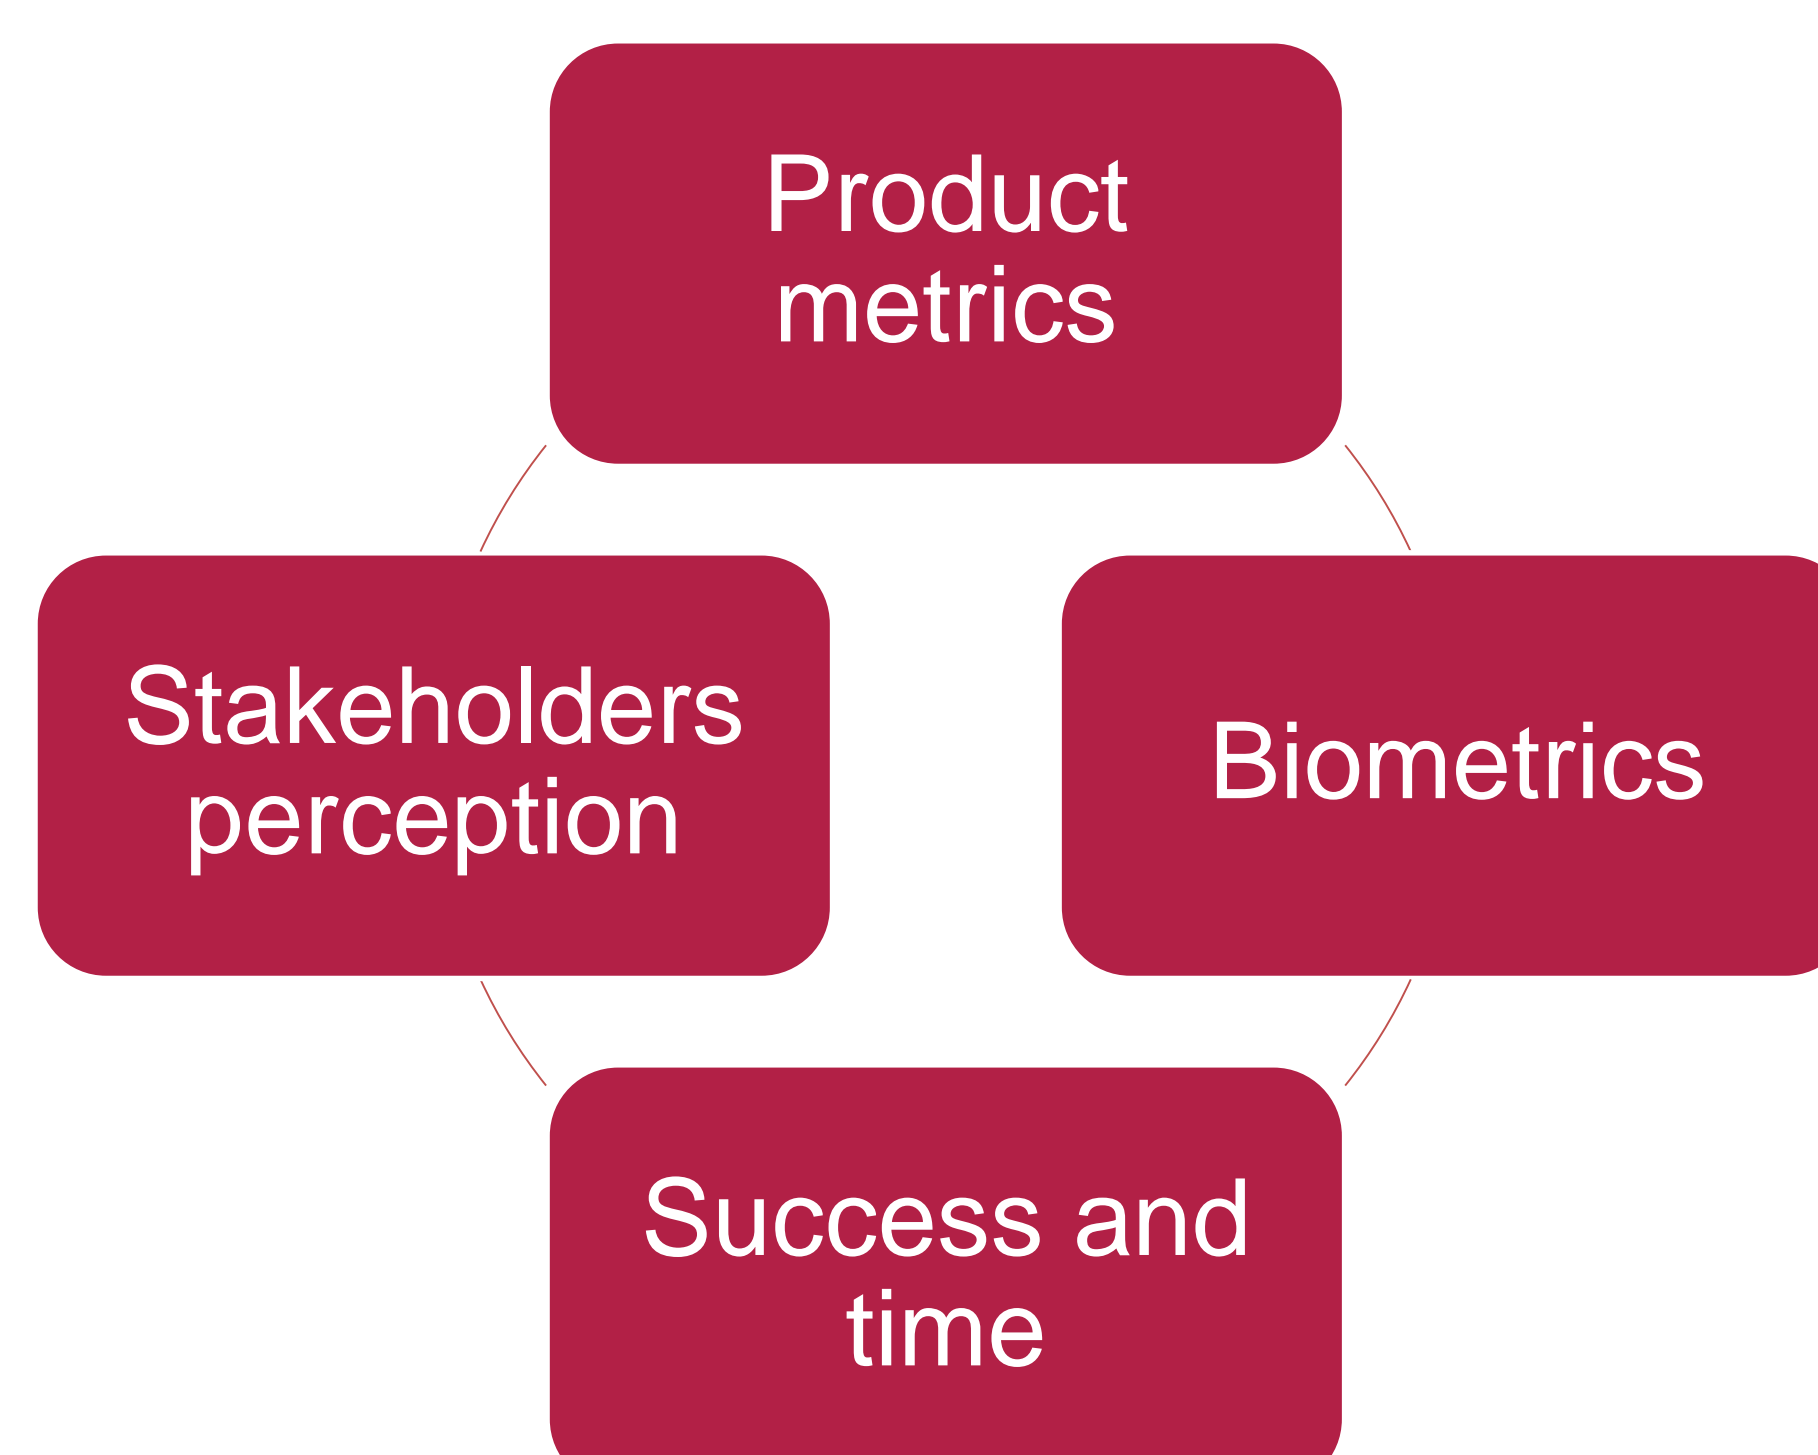 Product
metrics
Stakeholders
perception
Biometrics
Success and
time